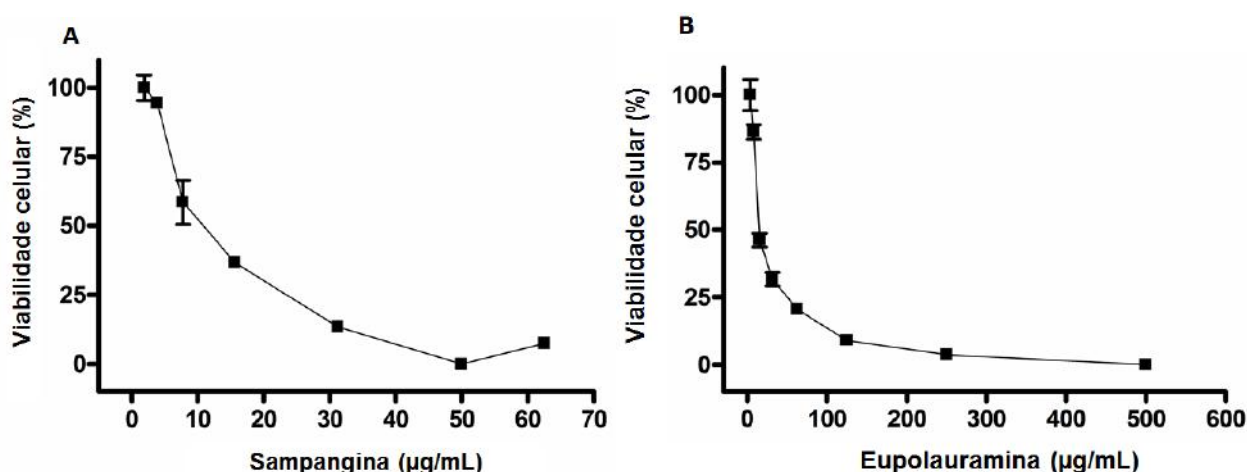 A
Viabilidade celular (%)
100
75
50
25
0
0 10 20 30 40 50 60 70
Sampangina (µg/mL)
B
Viabilidade celular (%)
100
75
50
25
0
0 100 200 300 400 500 600
Eupolauramina (µg/mL)